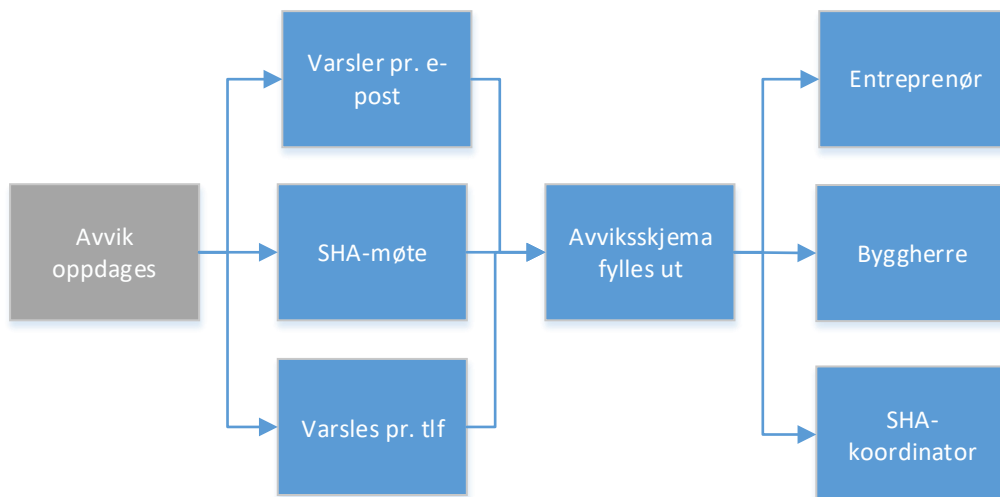 Avvik
oppdages
Varsler pr. e-
post
SHA-møte
Varsles pr. tlf
Avviksskjema
fylles ut
Entreprenør
Byggherre
SHA-
koordinator